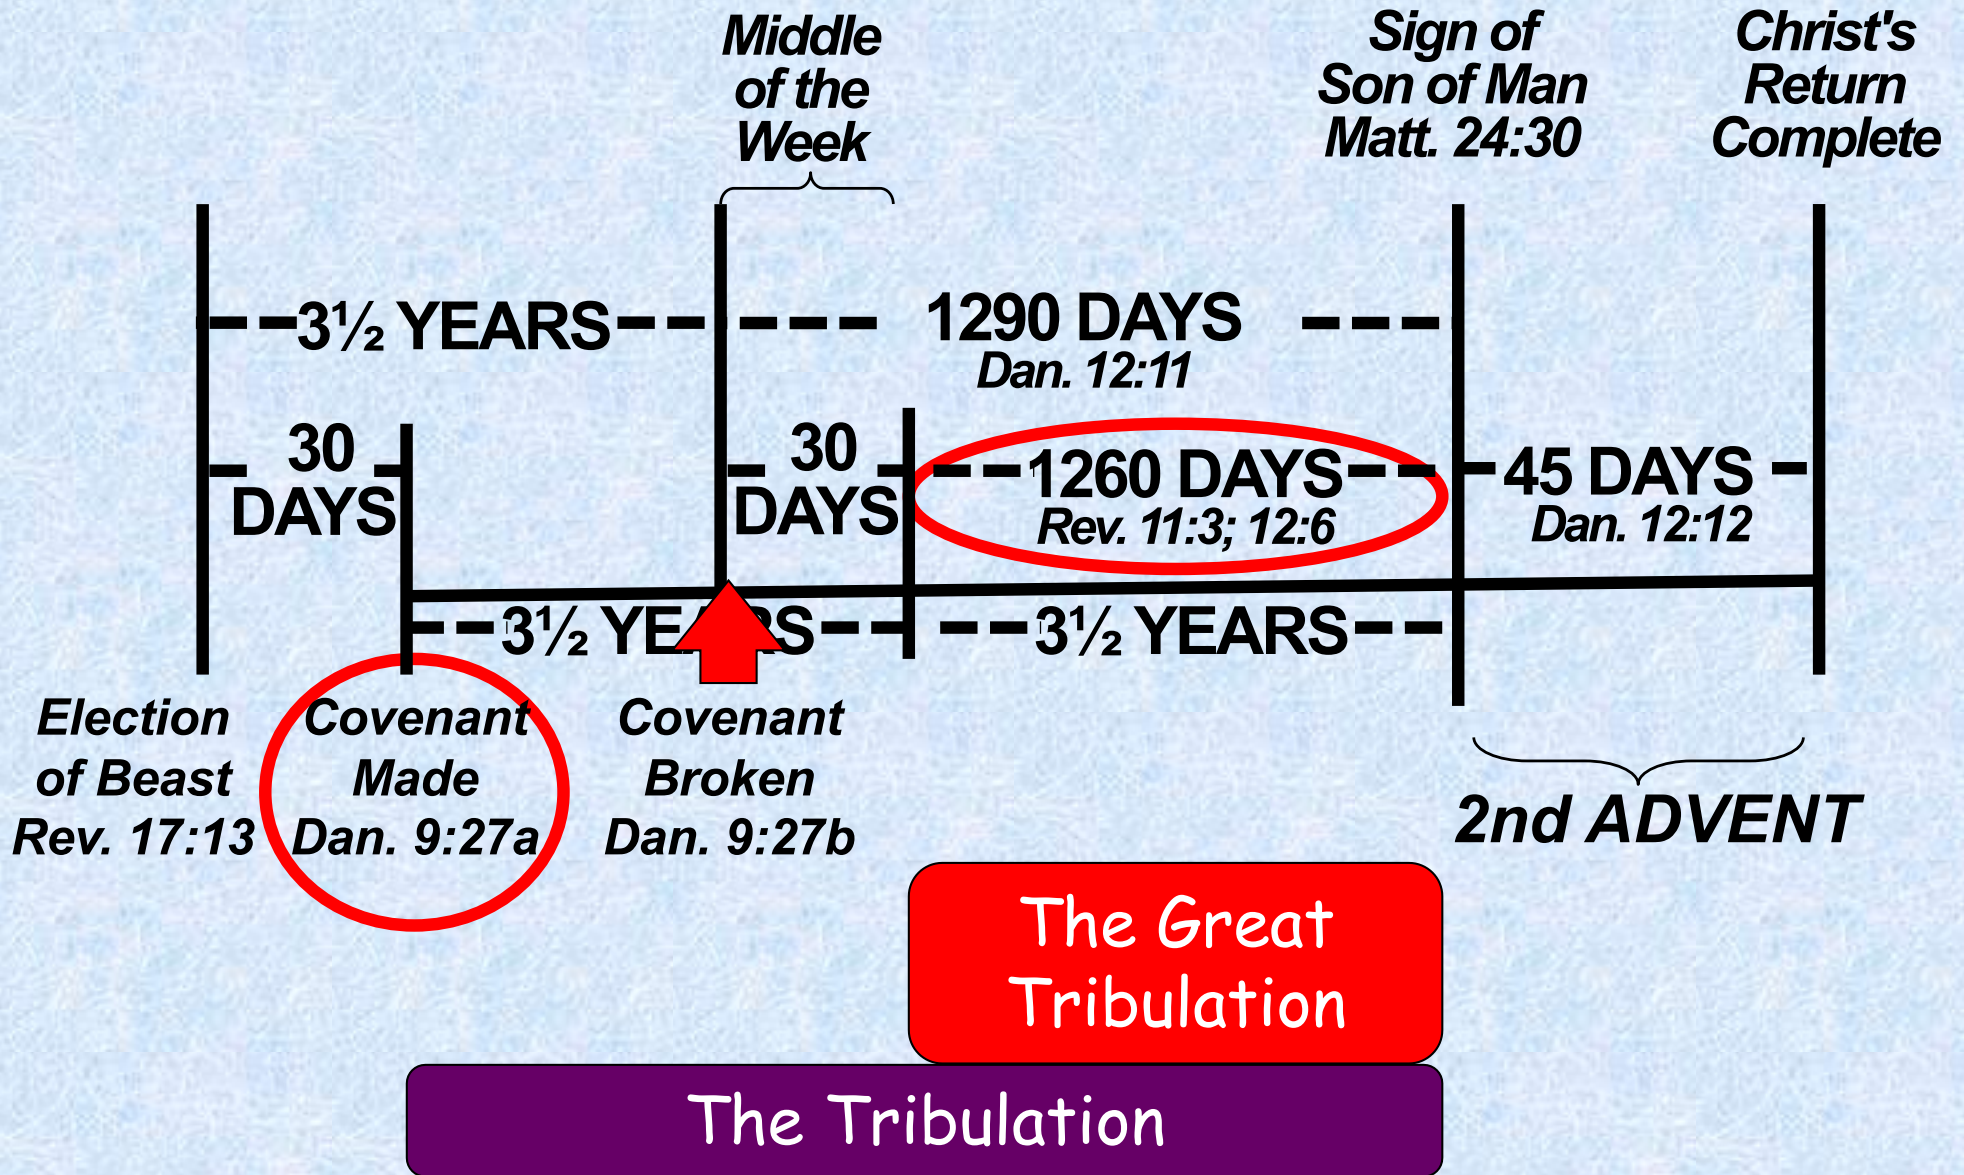 Middle
of the
Week
Sign of
Son of Man
Matt. 24:30
Christ's
Return
Complete
3½ YEARS
1290 DAYS
Dan. 12:11
30
DAYS
30
DAYS
1260 DAYS
Rev. 11:3; 12:6
45 DAYS
Dan. 12:12
3½ YEARS
3½ YEARS
Election
of Beast
Rev. 17:13
Covenant
Made
Dan. 9:27a
Covenant
Broken
Dan. 9:27b
2nd ADVENT
The Great
Tribulation
The Tribulation